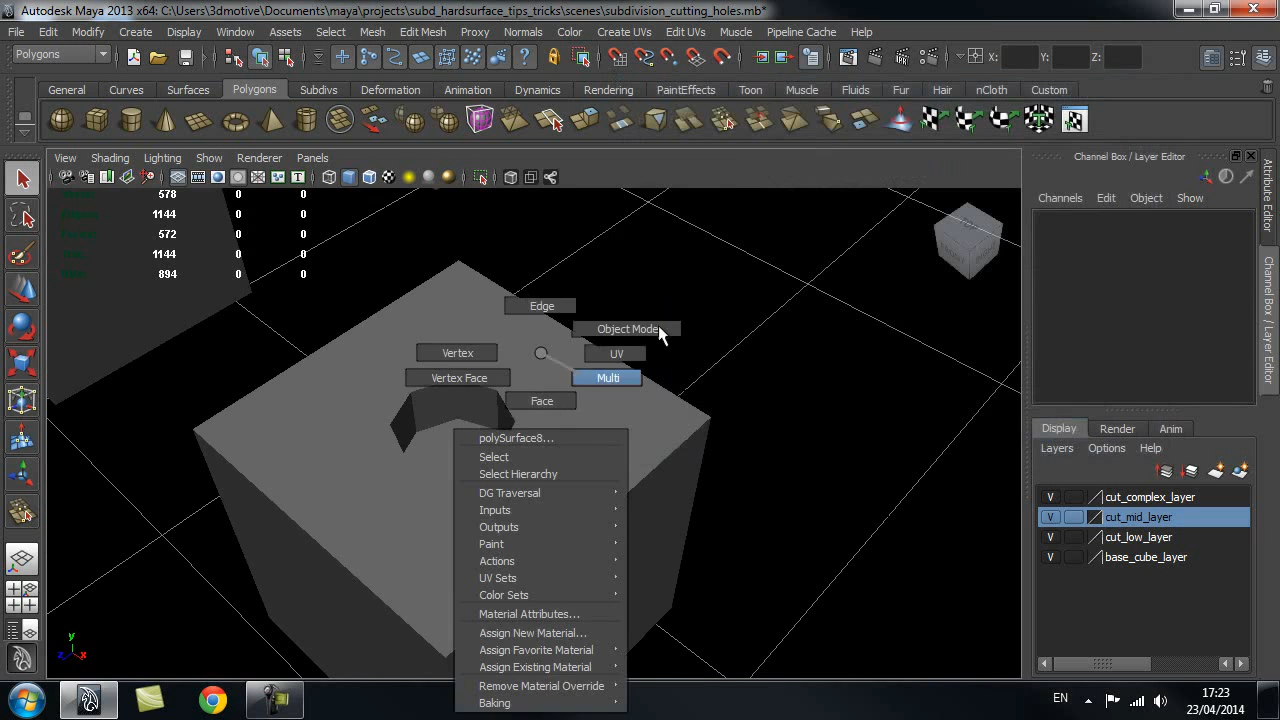 Autodesk Maya 2013 x64: C:\Users\3dmotive\Documents\maya\projects\subd_hardsurface_tips_tricks\scenes\subdivision_cutting_holes.mb*
File Edit Modify Create Display Window Assets Select Mesh Edit Mesh Proxy Normals Color Create UVs Edit UVs Muscle Pipeline Cache Help
Polygons X: Y: Z:
General Curves Surfaces Polygons Subdivs Deformation Animation Dynamics Rendering PaintEffects Toon Muscle Fluids Fur Hair nCloth Custom
View Shading Lighting Show Renderer Panels
Channel Box / Layer Editor
Channels Edit Object Show
578 0 0
1144 0 0
572 0 0
1144 0 0
894 0 0
Edge
Object Mode
Vertex
UV
Vertex Face
Multi
Face
polySurface8...
Select
Select Hierarchy
DG Traversal
Inputs
Outputs
Paint
Actions
UV Sets
Color Sets
Material Attributes...
Assign New Material...
Assign Favorite Material
Assign Existing Material
Remove Material Override
Baking
Attribute Editor
Channel Box / Layer Editor
Display Render Anim
Layers Options Help
V cut_complex_layer
V cut_mid_layer
V cut_low_layer
V base_cube_layer
y
z x
EN
17:23
23/04/2014